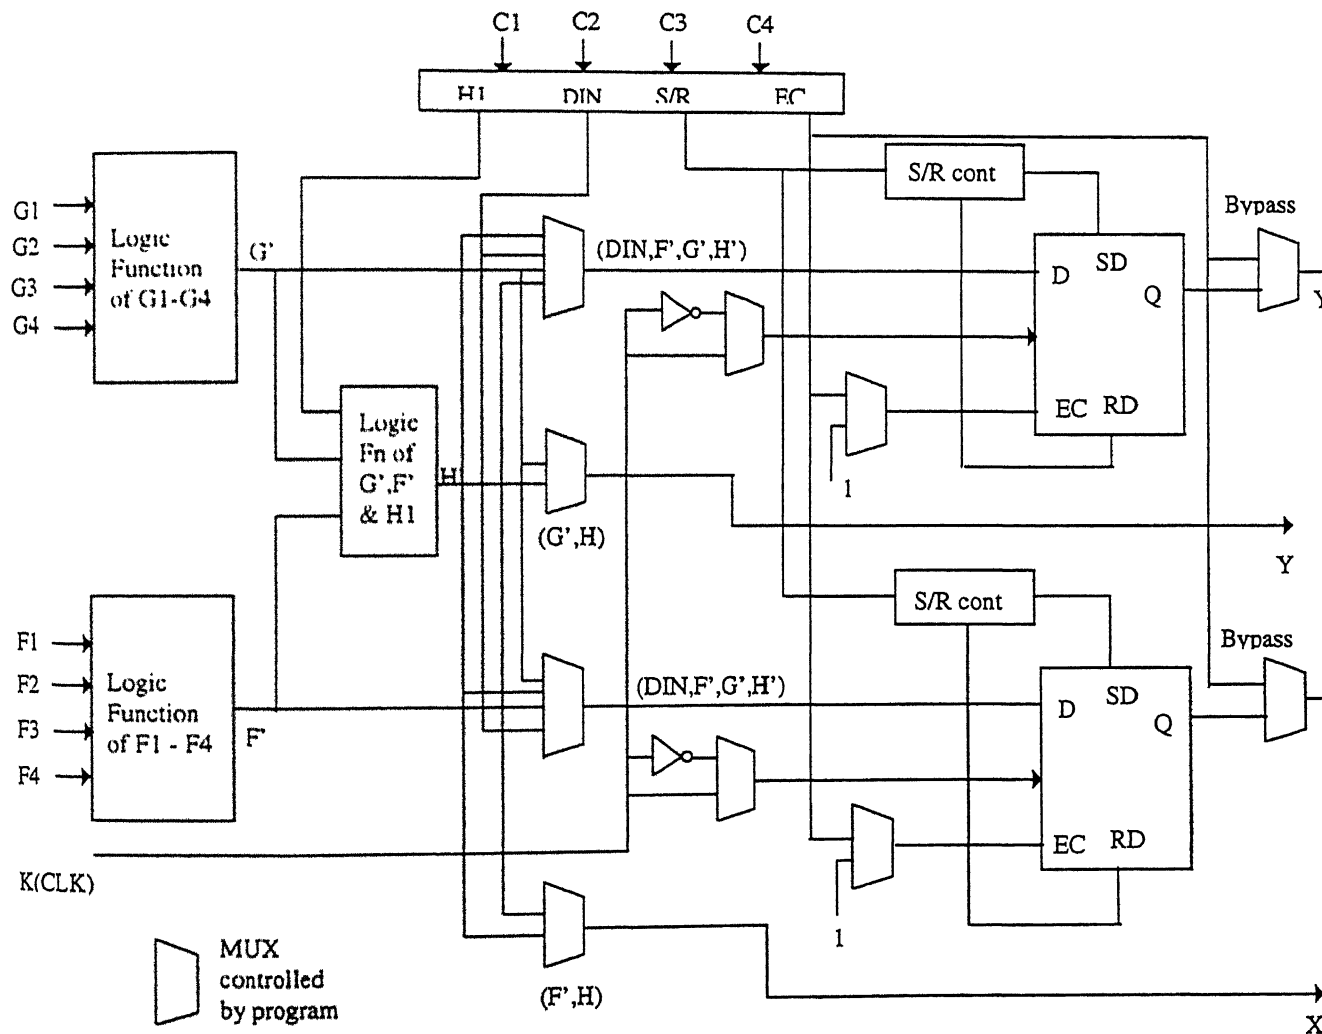 C1 C2 C3 C4
H1 DIN S/R EC
S/R cont
G1
G2
G3
G4
Logic
Function
of G1-G4
G'
(DIN,F',G',H')
D SD
Q
EC RD
Bypass
Y
1
Logic
Fn of
G',F'
& H1
H
(G',H)
Y
S/R cont
F1
F2
F3
F4
Logic
Function
of F1 - F4
F'
(DIN,F',G',H')
D SD
Q
EC RD
Bypass
K(CLK)
1
MUX
controlled
by program
(F',H)
X